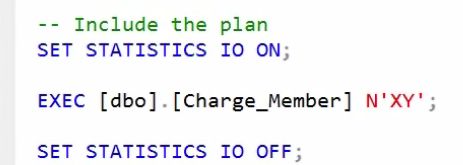 -- Include the plan
SET STATISTICS IO ON;
EXEC [dbo].[Charge_Member] N'XY';
SET STATISTICS IO OFF;